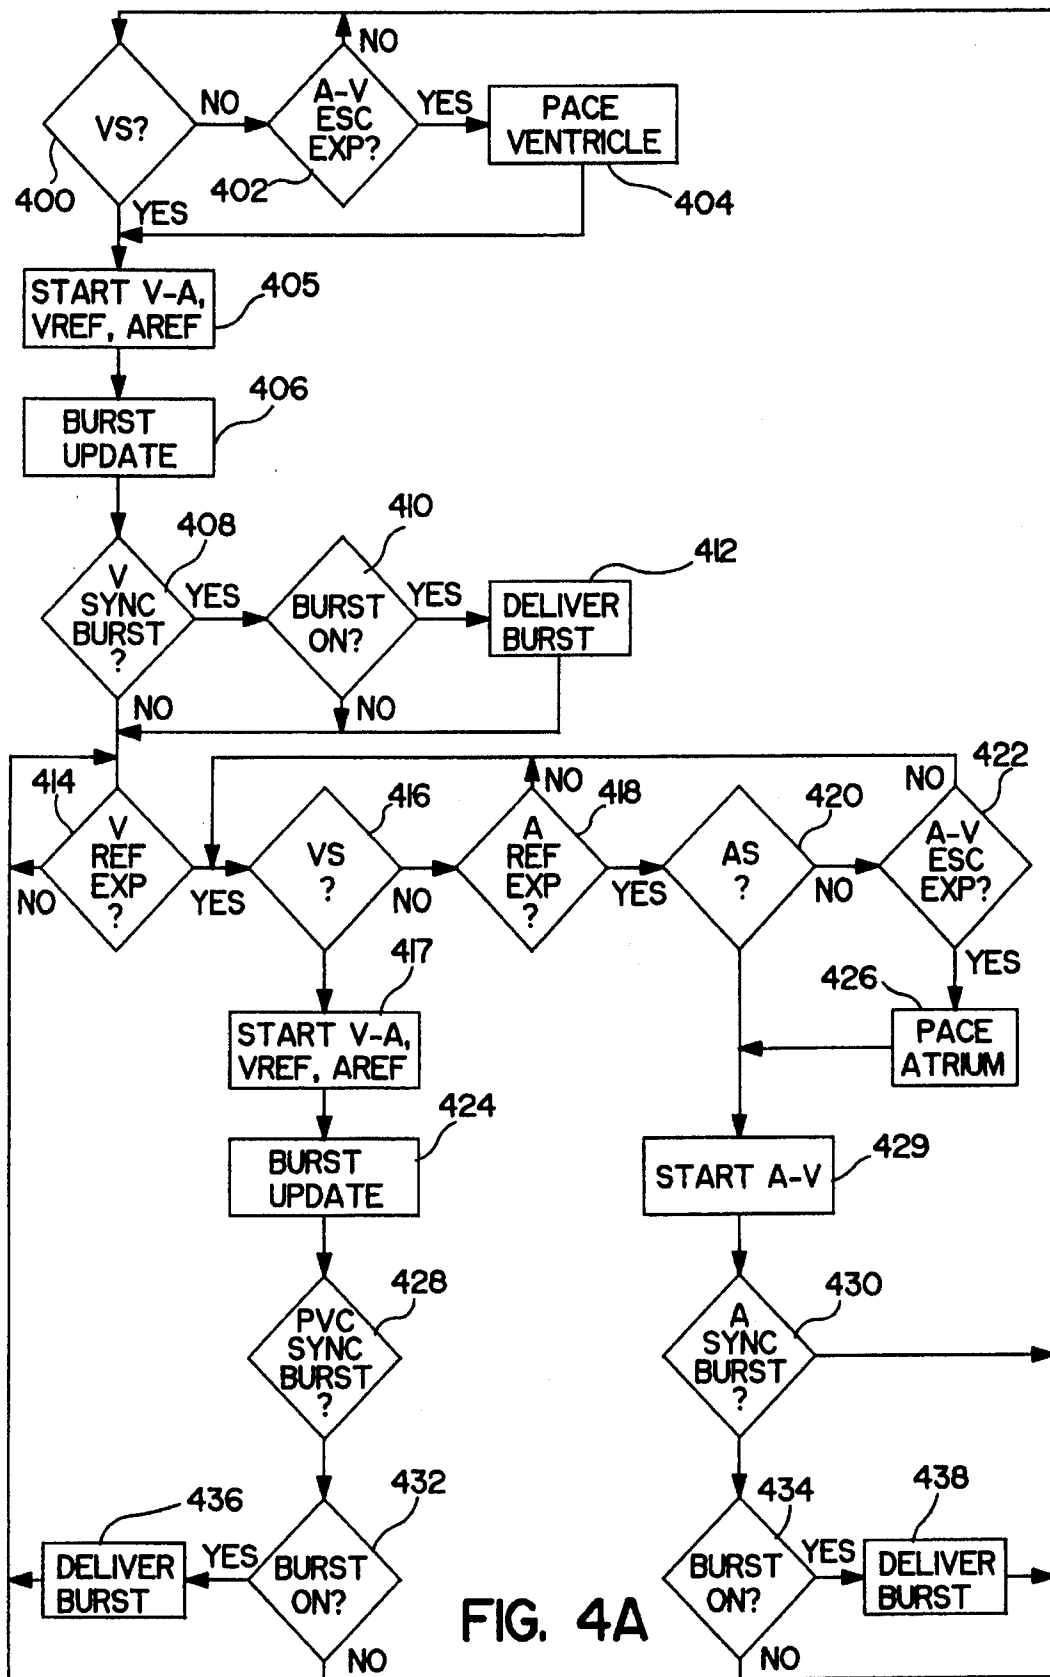 NO
VS?
NO
A-V
ESC
EXP?
YES
PACE
VENTRICLE
400
402
404
YES
START V-A,
VREF, AREF
405
BURST
UPDATE
406
408
V
SYNC
BURST
?
YES
410
BURST
ON?
YES
412
DELIVER
BURST
NO
NO
414
V
REF
EXP
?
NO
YES
416
VS
?
NO
NO
418
A
REF
EXP
?
YES
420
AS
?
NO
NO
422
A-V
ESC
EXP?
YES
417
START V-A,
VREF, AREF
426
PACE
ATRIUM
424
BURST
UPDATE
429
START A-V
428
PVC
SYNC
BURST
?
430
A
SYNC
BURST
?
436
DELIVER
BURST
YES
432
BURST
ON?
NO
434
BURST
ON?
YES
438
DELIVER
BURST
NO
FIG. 4A